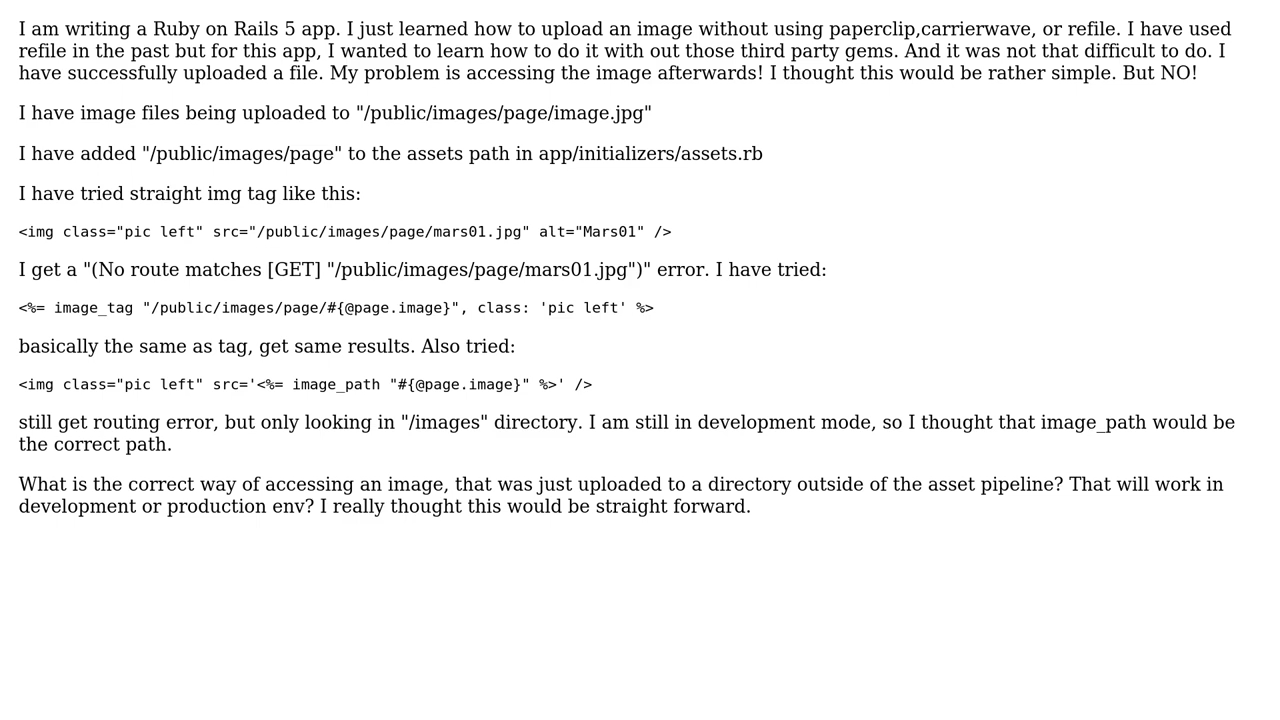 I am writing a Ruby on Rails 5 app. I just learned how to upload an image without using paperclip,carrierwave, or refile. I have used
refile in the past but for this app, I wanted to learn how to do it with out those third party gems. And it was not that difficult to do. I
have successfully uploaded a file. My problem is accessing the image afterwards! I thought this would be rather simple. But NO!
I have image files being uploaded to "/public/images/page/image.jpg"
I have added "/public/images/page" to the assets path in app/initializers/assets.rb
I have tried straight img tag like this:
<img class="pic left" src="/public/images/page/mars01.jpg" alt="Mars01" />
I get a "(No route matches [GET] "/public/images/page/mars01.jpg")" error. I have tried:
<%= image_tag "/public/images/page/#{@page.image}", class: 'pic left' %>
basically the same as tag, get same results. Also tried:
<img class="pic left" src='<%= image_path "#{@page.image}" %>' />
still get routing error, but only looking in "/images" directory. I am still in development mode, so I thought that image_path would be
the correct path.
What is the correct way of accessing an image, that was just uploaded to a directory outside of the asset pipeline? That will work in
development or production env? I really thought this would be straight forward.